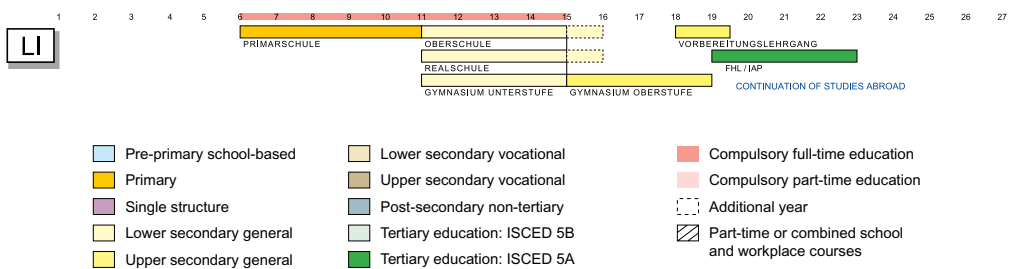 1 2 3 4 5 6 7 8 9 10 11 12 13 14 15 16 17 18 19 20 21 22 23 24 25 26 27
LI
PRIMARSCHULE OBERSCHULE VORBEREITUNGSLEHRGANG
REALSCHULE FHL / IAP
GYMNASIUM UNTERSTUFE GYMNASIUM OBERSTUFE CONTINUATION OF STUDIES ABROAD
Pre-primary school-based
Primary
Single structure
Lower secondary general
Upper secondary general
Lower secondary vocational
Upper secondary vocational
Post-secondary non-tertiary
Tertiary education: ISCED 5B
Tertiary education: ISCED 5A
Compulsory full-time education
Compulsory part-time education
Additional year
Part-time or combined school
and workplace courses